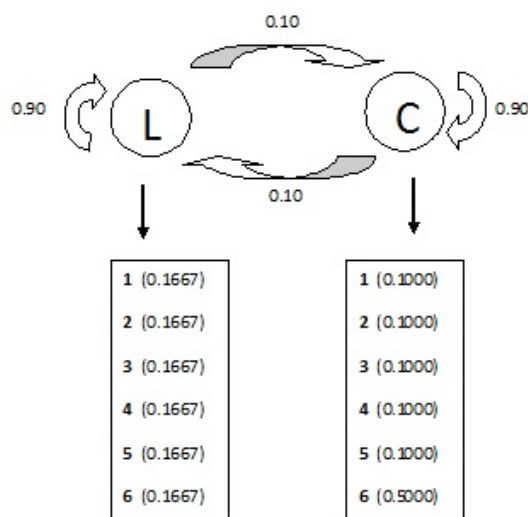 0.10
0.90 L C 0.90
0.10
1 (0.1667) 1 (0.1000)
2 (0.1667) 2 (0.1000)
3 (0.1667) 3 (0.1000)
4 (0.1667) 4 (0.1000)
5 (0.1667) 5 (0.1000)
6 (0.1667) 6 (0.5000)